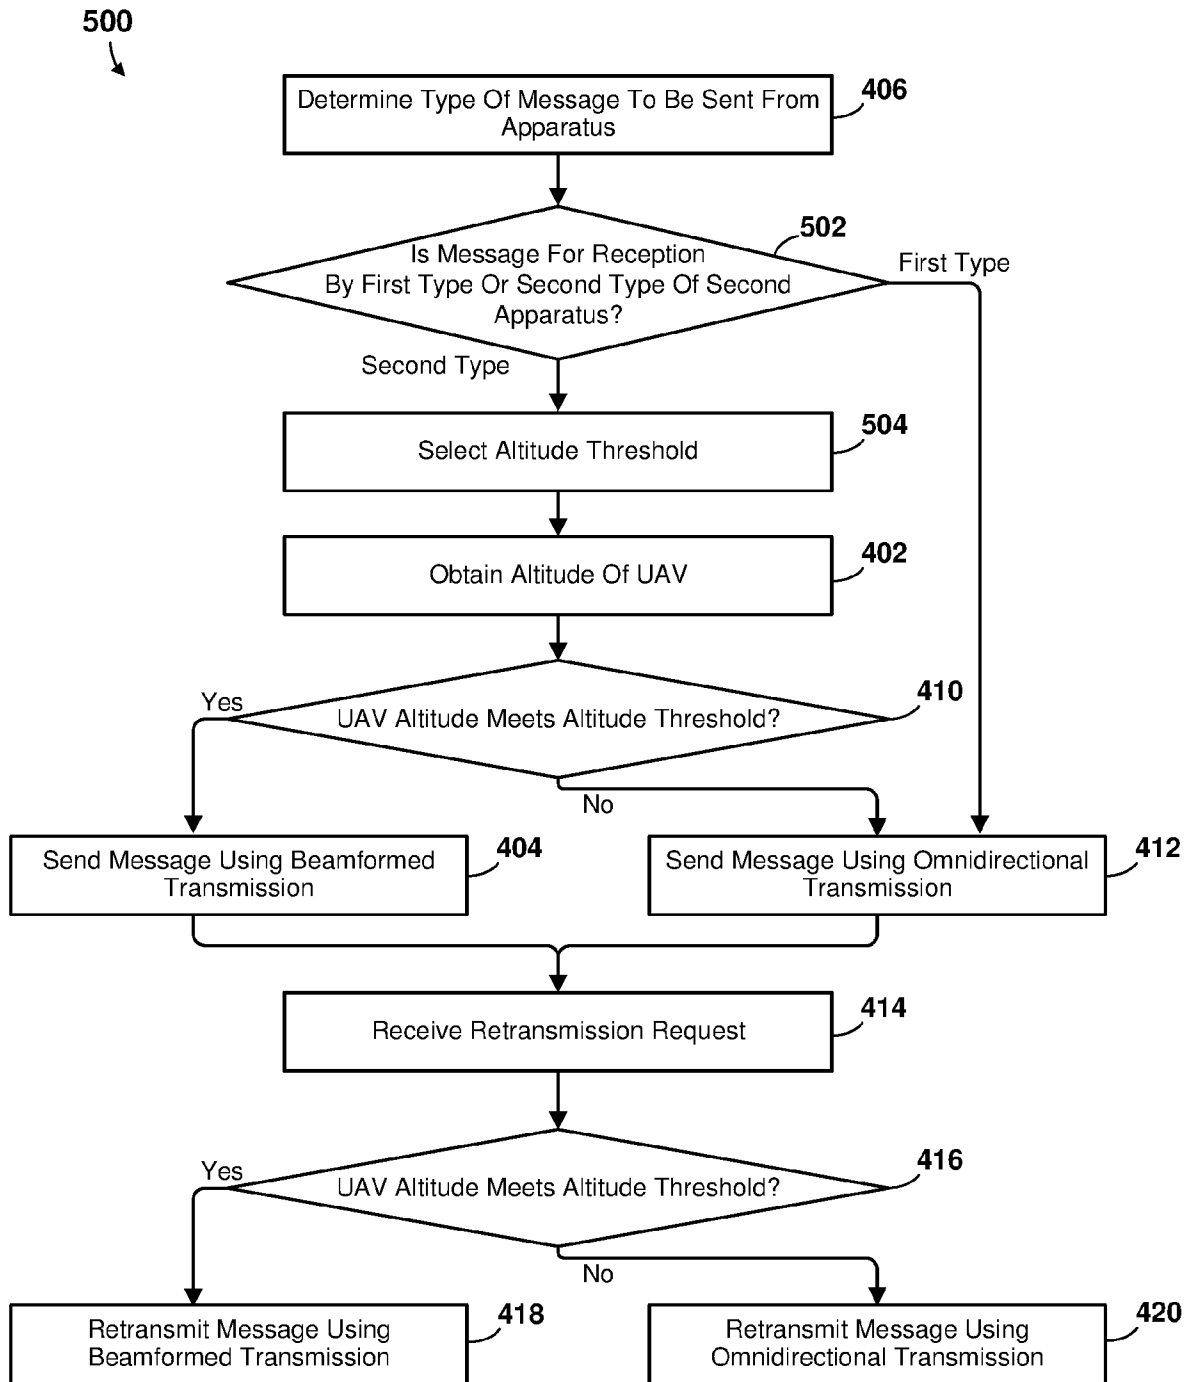 500
Determine Type Of Message To Be Sent From
Apparatus
406
Is Message For Reception
By First Type Or Second Type Of Second
Apparatus?
502
First Type
Second Type
Select Altitude Threshold
504
Obtain Altitude Of UAV
402
Yes
UAV Altitude Meets Altitude Threshold?
410
No
Send Message Using Beamformed
Transmission
404
Send Message Using Omnidirectional
Transmission
412
Receive Retransmission Request
414
Yes
UAV Altitude Meets Altitude Threshold?
416
No
Retransmit Message Using
Beamformed Transmission
418
Retransmit Message Using
Omnidirectional Transmission
420